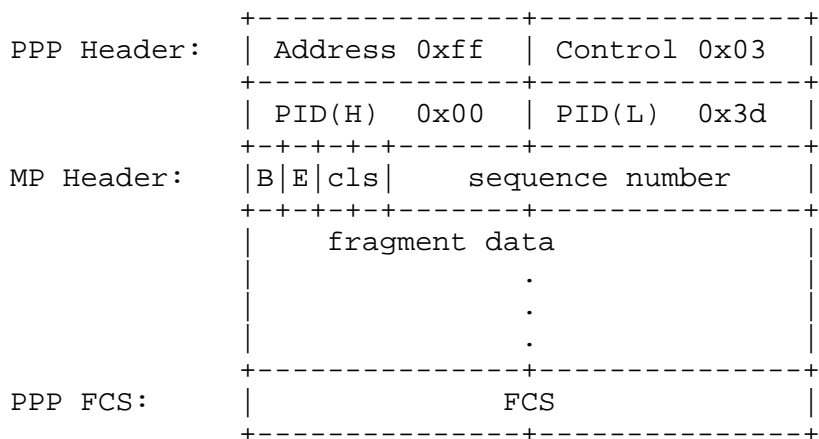 +---------------+---------------+
PPP Header:  | Address 0xff  | Control 0x03  |
             +---------------+---------------+
             | PID(H)  0x00  | PID(L)  0x3d  |
             +-+-+-+-+-------+---------------+
MP Header:   |B|E|cls|    sequence number    |
             +-+-+-+-+-------+---------------+
             |    fragment data              |
             |               .               |
             |               .               |
             |               .               |
             +---------------+---------------+
PPP FCS:     |              FCS              |
             +---------------+---------------+